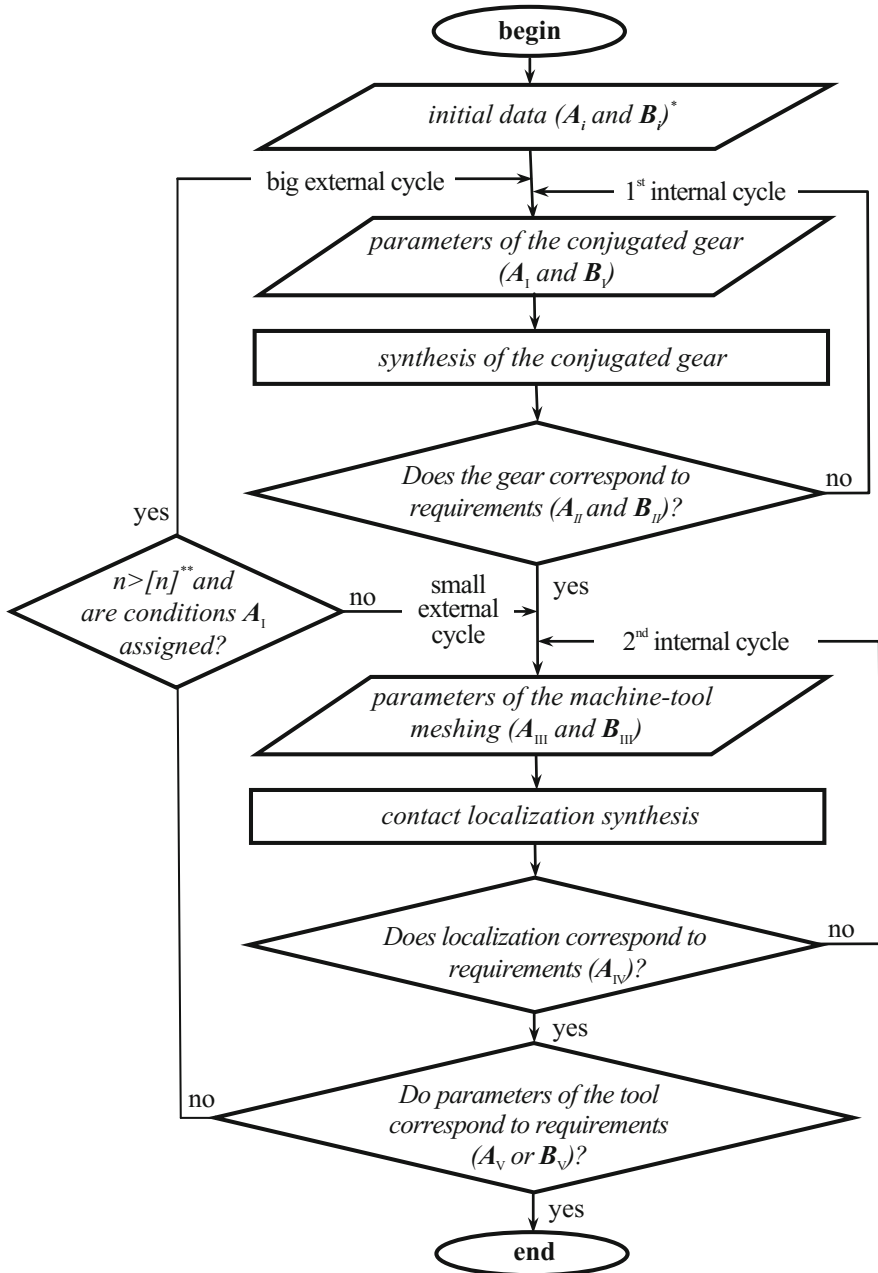 begin
initial data (Ai and Bi)*
big external cycle
1st internal cycle
parameters of the conjugated gear
(AI and BI)
synthesis of the conjugated gear
Does the gear correspond to
requirements (AII and BII)?
no
yes
n>[n]** and
are conditions AI
assigned?
no
small
external
cycle
yes
2nd internal cycle
parameters of the machine-tool
meshing (AIII and BIII)
contact localization synthesis
Does localization correspond to
requirements (AIV)?
no
yes
Do parameters of the tool
correspond to requirements
(AV or BV)?
no
yes
end